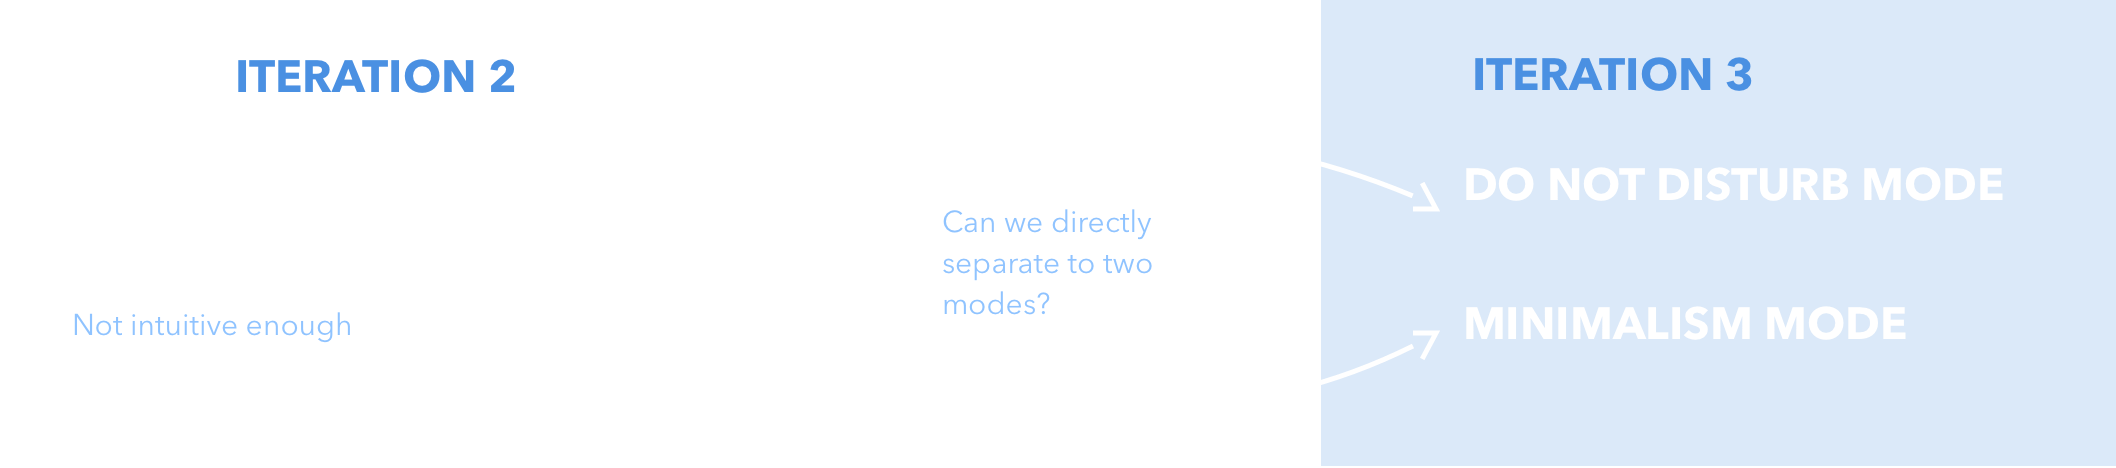 ITERATION 2
Not intuitive enough
Can we directly
separate to two
modes?
ITERATION 3
DO NOT DISTURB MODE
MINIMALISM MODE